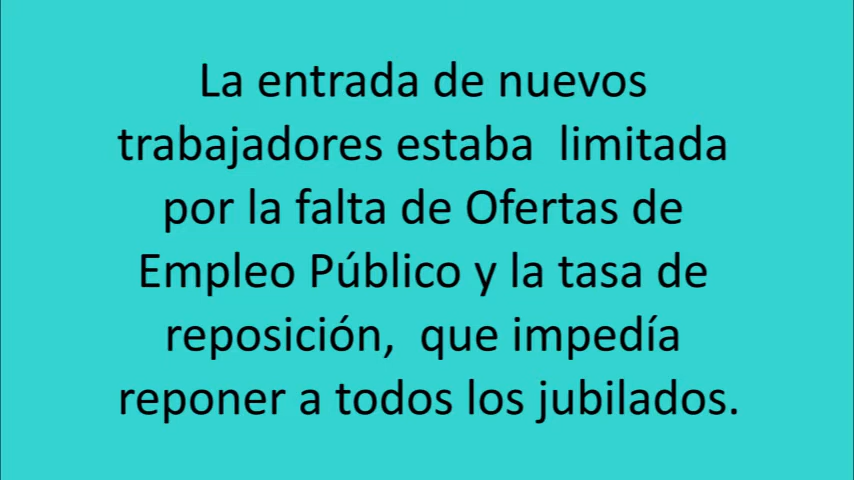 La entrada de nuevos
trabajadores estaba  limitada
por la falta de Ofertas de
Empleo Público y la tasa de
reposición,  que impedía
reponer a todos los jubilados.